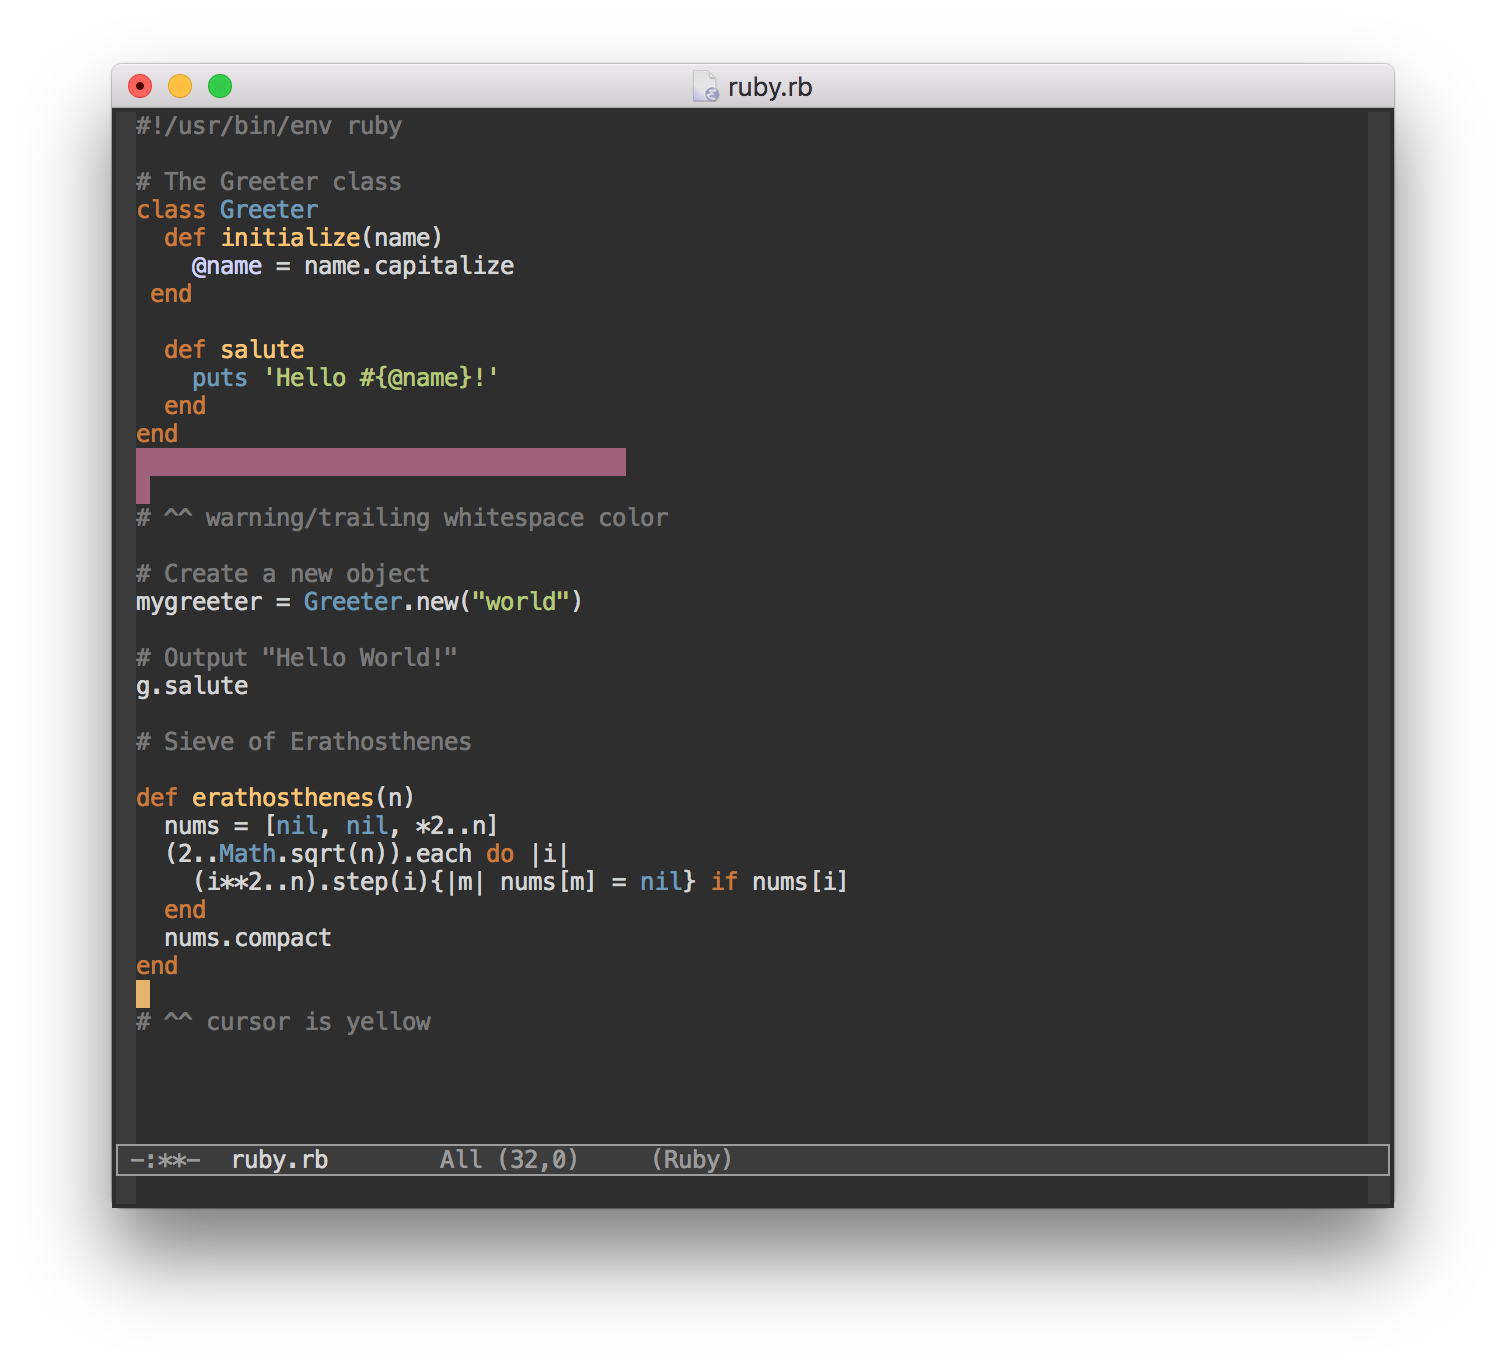 ruby.rb
#!/usr/bin/env ruby
# The Greeter class
class Greeter
  def initialize(name)
    @name = name.capitalize
 end
  def salute
    puts 'Hello #{@name}!'
  end
end
# ^^ warning/trailing whitespace color
# Create a new object
mygreeter = Greeter.new("world")
# Output "Hello World!"
g.salute
# Sieve of Erathosthenes
def erathosthenes(n)
  nums = [nil, nil, *2..n]
  (2..Math.sqrt(n)).each do |i|
    (i**2..n).step(i){|m| nums[m] = nil} if nums[i]
  end
  nums.compact
end
# ^^ cursor is yellow
-:**-  ruby.rb        All (32,0)     (Ruby)